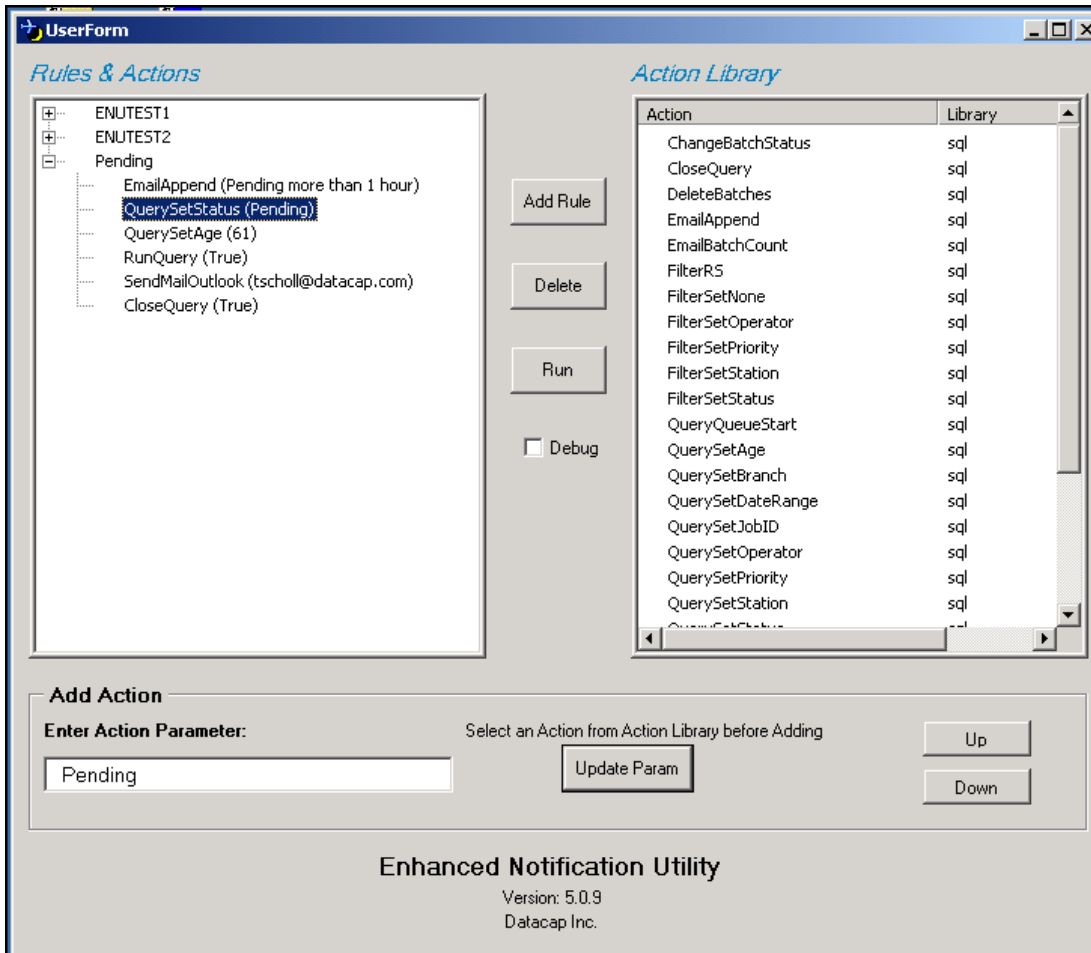 UserForm
Rules & Actions
ENUTEST1
ENUTEST2
Pending
EmailAppend (Pending more than 1 hour)
QuerySetStatus (Pending)
QuerySetAge (61)
RunQuery (True)
SendMailOutlook (tscholl@datacap.com)
CloseQuery (True)
Add Rule
Delete
Run
Debug
Action Library
Action Library
ChangeBatchStatus sql
CloseQuery sql
DeleteBatches sql
EmailAppend sql
EmailBatchCount sql
FilterRS sql
FilterSetNone sql
FilterSetOperator sql
FilterSetPriority sql
FilterSetStation sql
FilterSetStatus sql
QueryQueueStart sql
QuerySetAge sql
QuerySetBranch sql
QuerySetDateRange sql
QuerySetJobID sql
QuerySetOperator sql
QuerySetPriority sql
QuerySetStation sql
Add Action
Enter Action Parameter:
Pending
Select an Action from Action Library before Adding
Update Param
Up
Down
Enhanced Notification Utility
Version: 5.0.9
Datacap Inc.